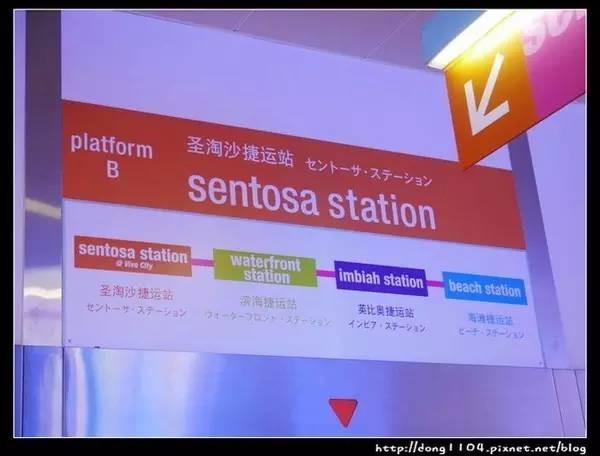 platform
B
圣淘沙捷运站 セントーサ・ステーション
sentosa station
sentosa station
@ Vivo City
圣淘沙捷运站
セントーサ・ステーション
waterfront
station
滨海捷运站
ウォーターフロント・ステーション
imbiah station
英比奥捷运站
インビア・ステーション
beach station
海滩捷运站
ビーチ・ステーション
http://dong1104.pixnet.net/blog